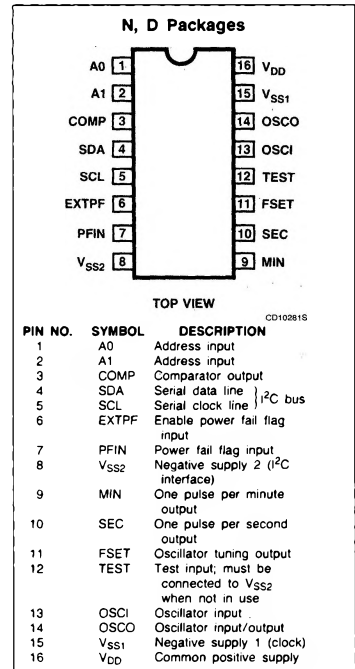 N, D Packages
A0 1 16 VDD
A1 2 15 VSS1
COMP 3 14 OSCO
SDA 4 13 OSCI
SCL 5 12 TEST
EXTPF 6 11 FSET
PFIN 7 10 SEC
VSS2 8 9 MIN
TOP VIEW
CD10281S
PIN NO. SYMBOL DESCRIPTION
1 A0 Address input
2 A1 Address input
3 COMP Comparator output
4 SDA Serial data line } I2C bus
5 SCL Serial clock line
6 EXTPF Enable power fail flag
input
7 PFIN Power fail flag input
8 VSS2 Negative supply 2 (I2C
interface)
9 MIN One pulse per minute
output
10 SEC One pulse per second
output
11 FSET Oscillator tuning output
12 TEST Test input; must be
connected to VSS2
when not in use
13 OSCI Oscillator input
14 OSCO Oscillator input/output
15 VSS1 Negative supply 1 (clock)
16 VDD Common positive supply